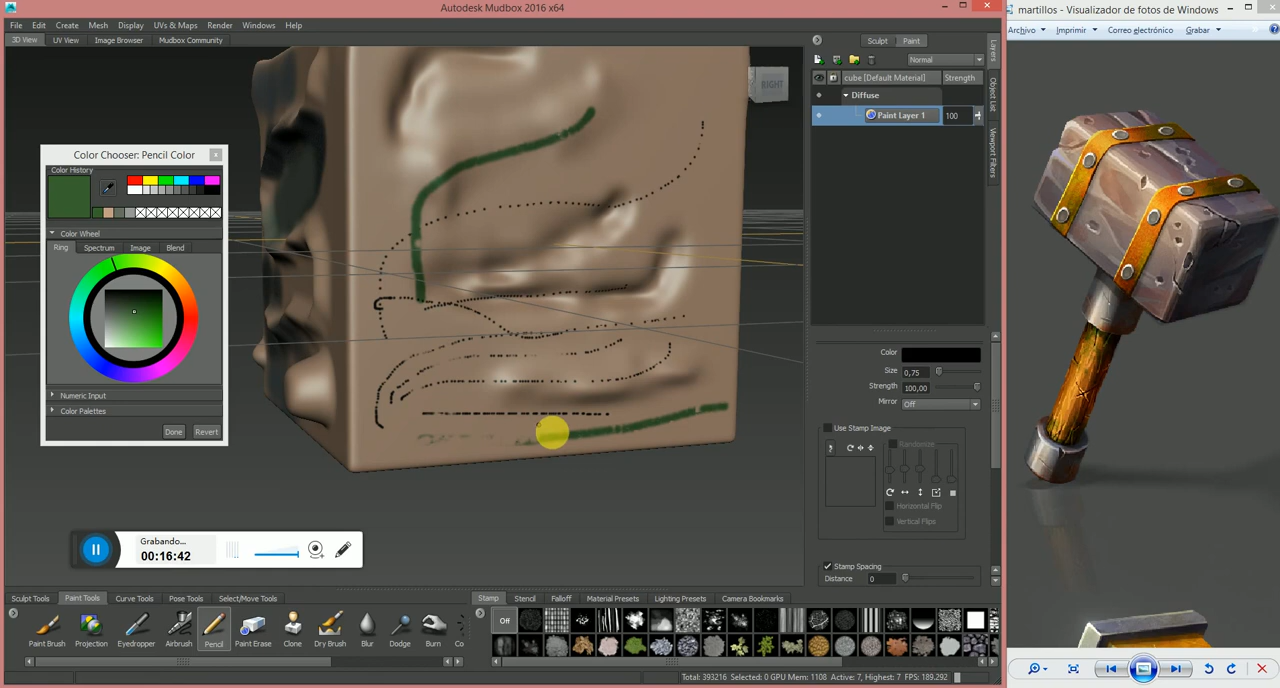 Autodesk Mudbox 2016 x64
File Edit Create Mesh Display UVs & Maps Render Windows Help
3D View UV View Image Browser Mudbox Community
RIGHT
Color Chooser: Pencil Color
Color History
Color Wheel
Ring Spectrum Image Blend
Numeric Input
Color Palettes
Done Revert
Grabando...
00:16:42
Sculpt Paint
Normal
cube [Default Material] Strength
Diffuse
Paint Layer 1 100
Layers
Object List
Viewport Filters
Color
Size 0,75
Strength 100,00
Mirror Off
Use Stamp Image
Randomize
Horizontal Flip
Vertical Flips
Stamp Spacing
Distance 0
Sculpt Tools Paint Tools Curve Tools Pose Tools Select/Move Tools
Paint Brush Projection Eyedropper Airbrush Pencil Paint Erase Clone Dry Brush Blur Dodge Burn Co
Stamp Stencil Falloff Material Presets Lighting Presets Camera Bookmarks
Off
Total: 393216 Selected: 0 GPU Mem: 1108 Active: 7, Highest: 7 FPS: 189.292
martillos - Visualizador de fotos de Windows
Archivo Imprimir Correo electrónico Grabar